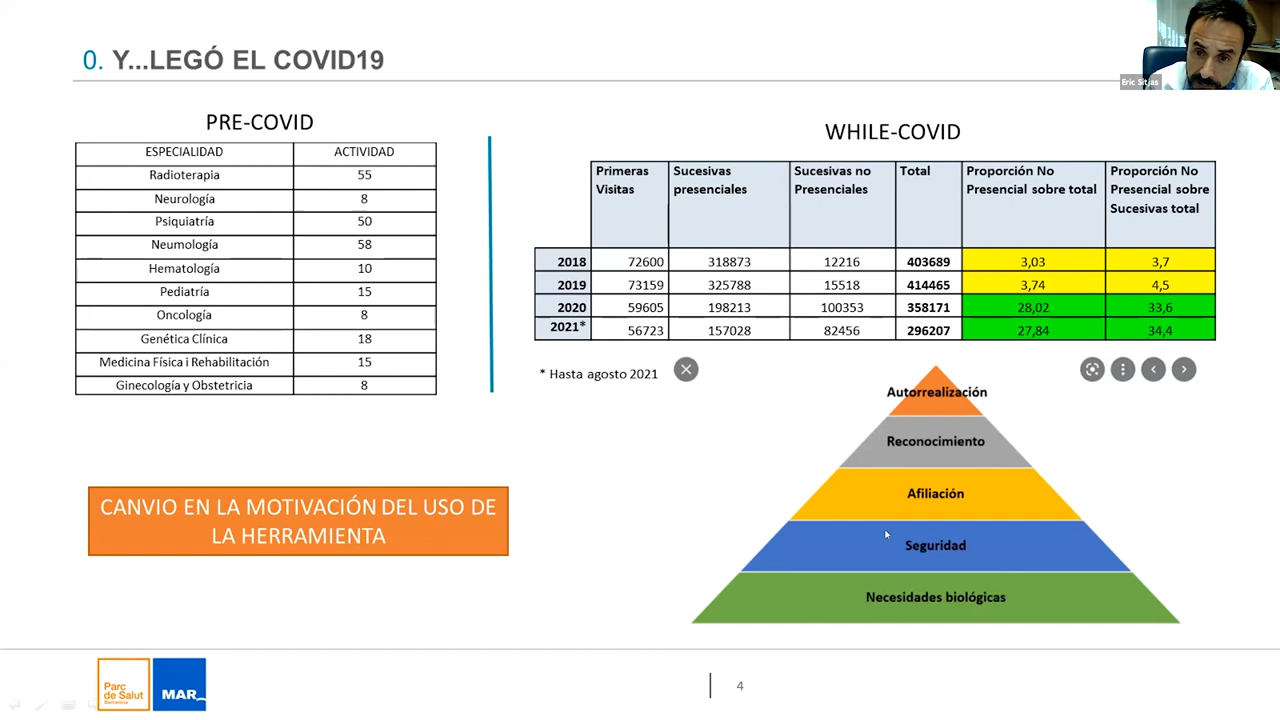 0. Y...LEGÓ EL COVID19
Eric Sitjas
PRE-COVID
ESPECIALIDAD ACTIVIDAD
Radioterapia 55
Neurología 8
Psiquiatría 50
Neumología 58
Hematología 10
Pediatría 15
Oncología 8
Genética Clínica 18
Medicina Física i Rehabilitación 15
Ginecología y Obstetricia 8
CANVIO EN LA MOTIVACIÓN DEL USO DE
LA HERRAMIENTA
WHILE-COVID
Primeras Sucesivas Sucesivas no Total Proporción No Proporción No
Visitas presenciales Presenciales Presencial sobre total Presencial sobre
Sucesivas total
2018 72600 318873 12216 403689 3,03 3,7
2019 73159 325788 15518 414465 3,74 4,5
2020 59605 198213 100353 358171 28,02 33,6
2021* 56723 157028 82456 296207 27,84 34,4
* Hasta agosto 2021
Autorrealización
Reconocimiento
Afiliación
Seguridad
Necesidades biológicas
Parc
de Salut
Barcelona
MAR
4